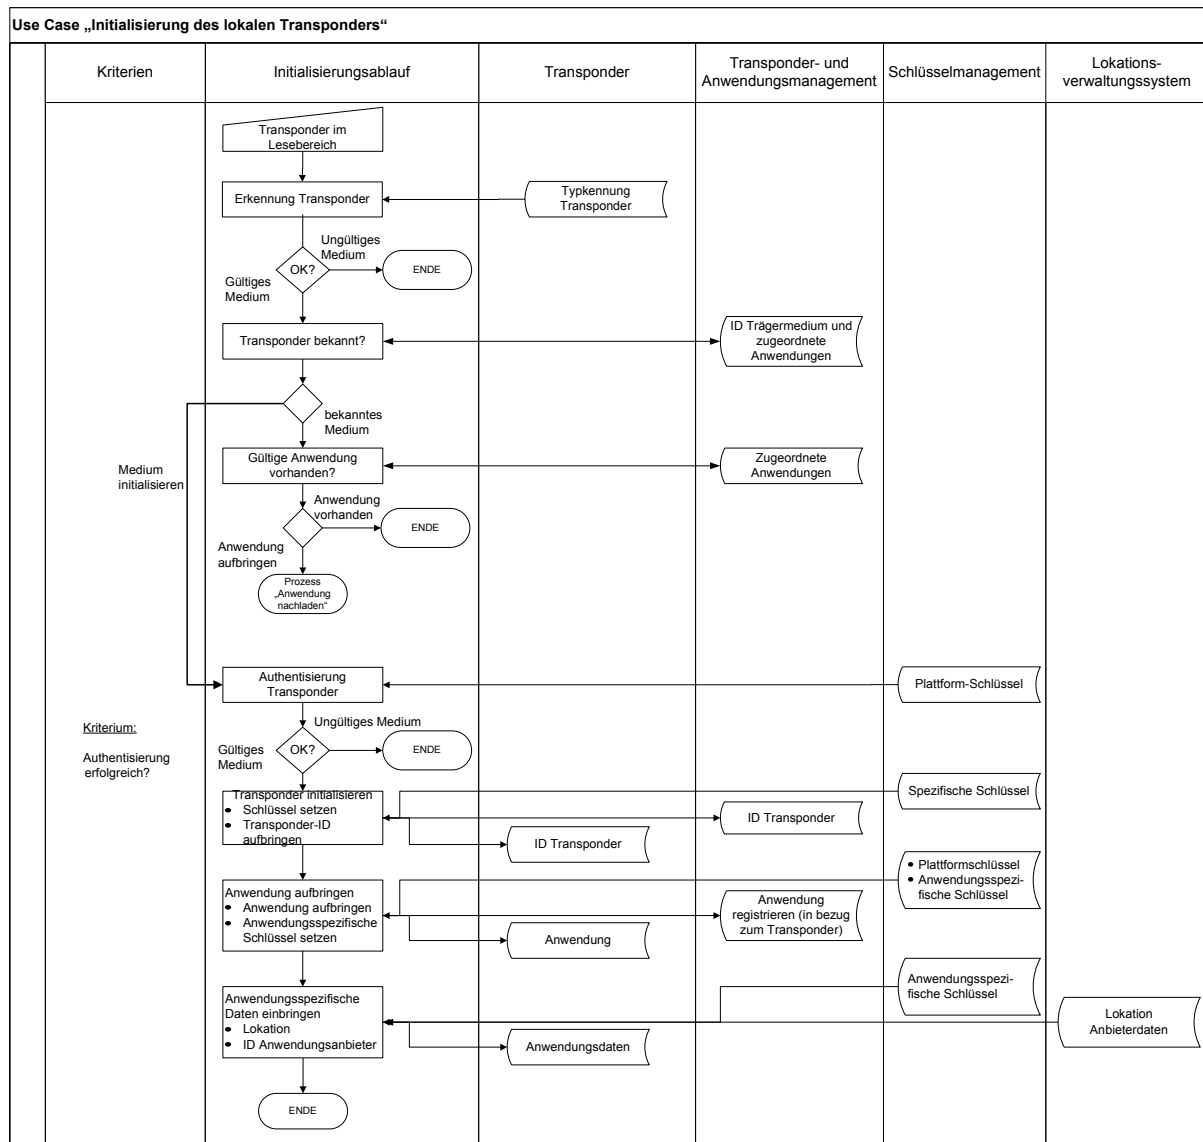 Use Case „Initialisierung des lokalen Transponders“
Kriterien
Initialisierungsablauf
Transponder
Transponder- und
Anwendungsmanagement
Schlüsselmanagement
Lokations-
verwaltungssystem
Transponder im
Lesebereich
Erkennung Transponder
Typkennung
Transponder
Ungültiges
Medium
OK?
ENDE
Gültiges
Medium
Transponder bekannt?
ID Trägermedium und
zugeordnete
Anwendungen
bekanntes
Medium
Medium
initialisieren
Gültige Anwendung
vorhanden?
Zugeordnete
Anwendungen
Anwendung
vorhanden
ENDE
Anwendung
aufbringen
Prozess
„Anwendung
nachladen“
Authentisierung
Transponder
Plattform-Schlüssel
Kriterium:
Authentisierung
erfolgreich?
Ungültiges Medium
Gültiges
Medium
OK?
ENDE
Transponder initialisieren
• Schlüssel setzen
• Transponder-ID
aufbringen
Spezifische Schlüssel
ID Transponder
ID Transponder
• Plattformschlüssel
• Anwendungsspezi-
fische Schlüssel
Anwendung aufbringen
• Anwendung aufbringen
• Anwendungsspezifische
Schlüssel setzen
Anwendung
registrieren (in bezug
zum Transponder)
Anwendung
Anwendungsspezi-
fische Schlüssel
Anwendungsspezifische
Daten einbringen
• Lokation
• ID Anwendungsanbieter
Lokation
Anbieterdaten
Anwendungsdaten
ENDE